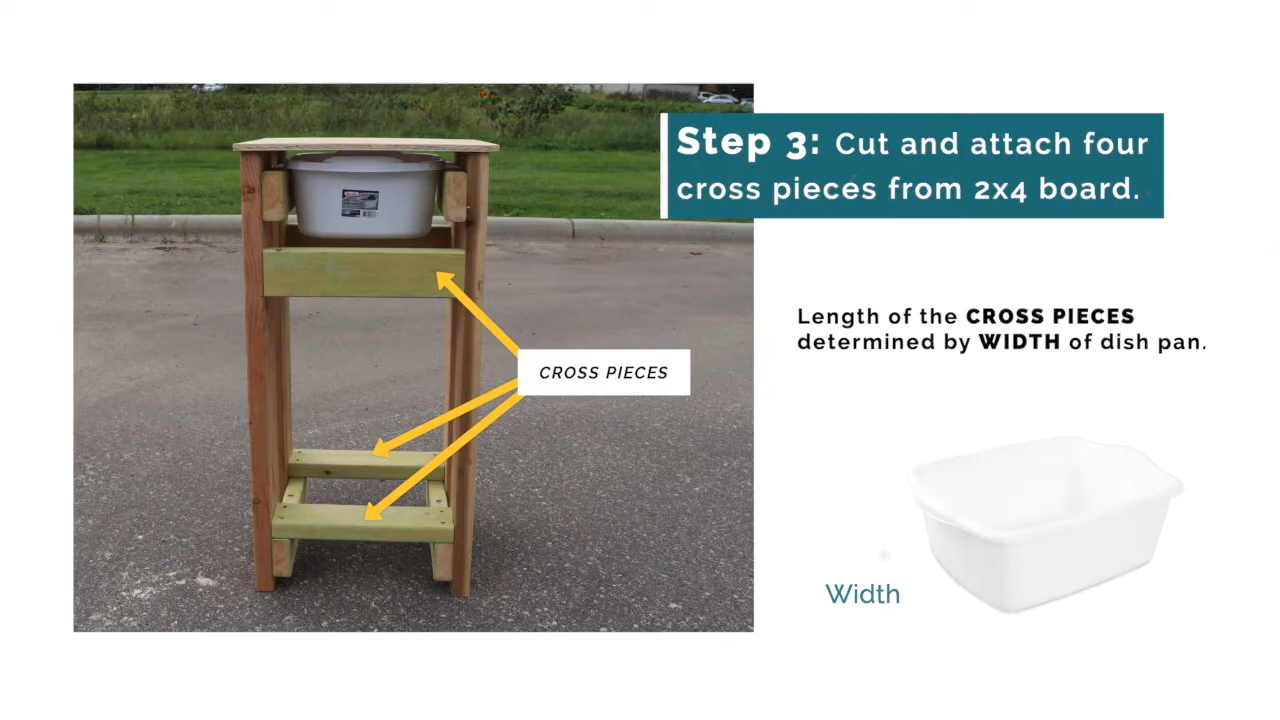 Step 3: Cut and attach four
cross pieces from 2x4 board.
Length of the CROSS PIECES
determined by WIDTH of dish pan.
CROSS PIECES
Width